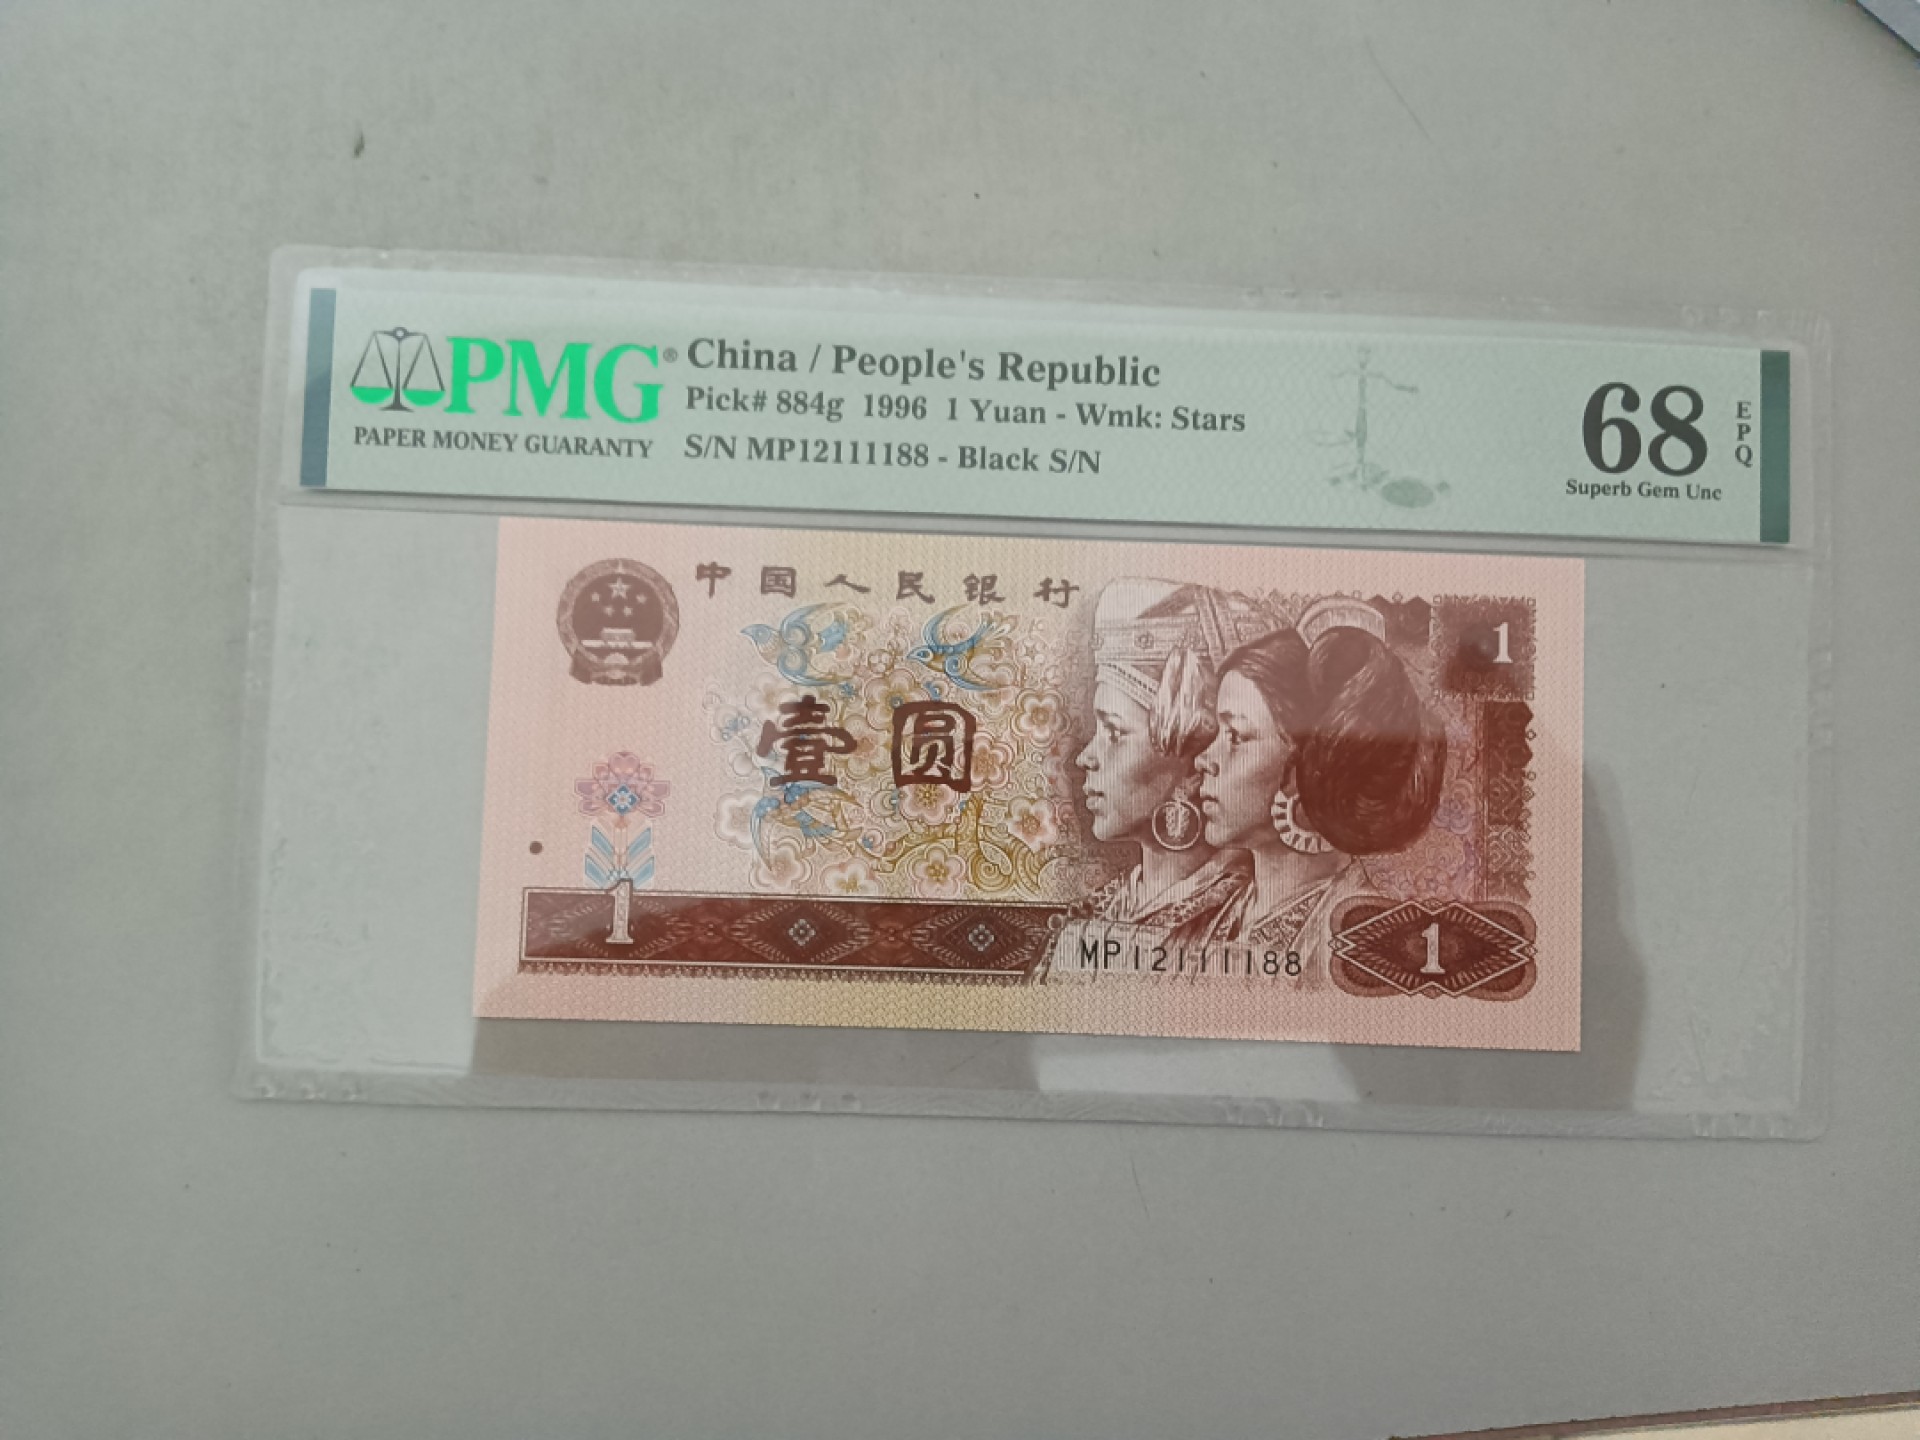 PMG®
PAPER MONEY GUARANTY
China / People's Republic
Pick# 884g 1996 1 Yuan - Wmk: Stars
S/N MP12111188 - Black S/N
68
EPQ
Superb Gem Unc
中国人民银行
1
壹圆
1
MP12111188
1